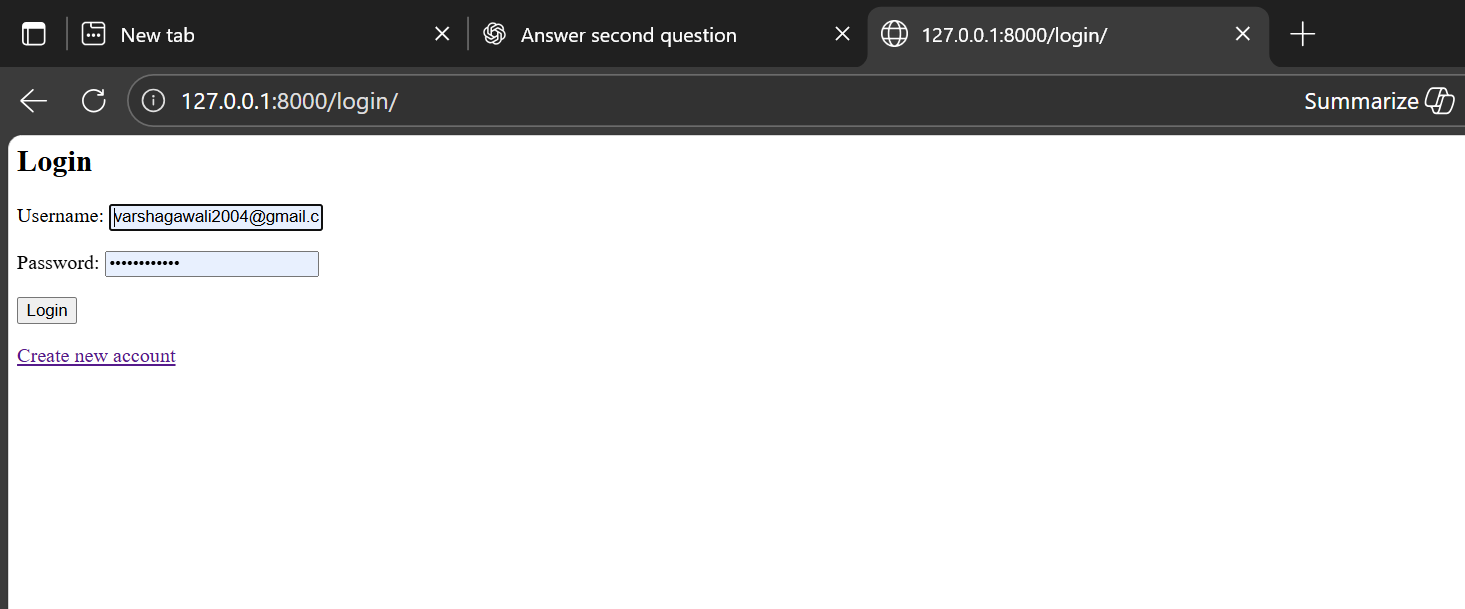 New tab
Answer second question
127.0.0.1:8000/login/
127.0.0.1:8000/login/
Summarize
Login
Username: varshagawali2004@gmail.c
Password: ••••••••••••
Login
Create new account